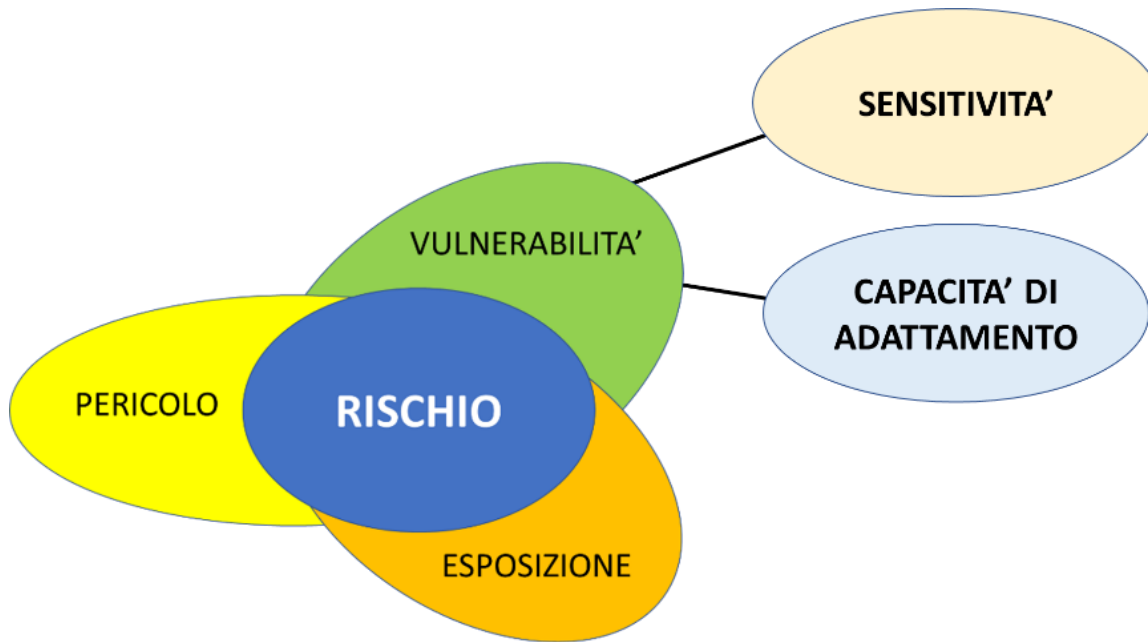 SENSITIVITA’
VULNERABILITA’
CAPACITA’ DI
ADATTAMENTO
PERICOLO
RISCHIO
ESPOSIZIONE